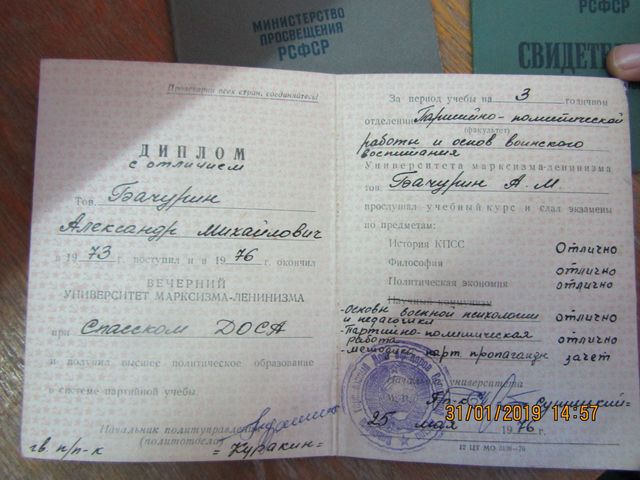 МИНИСТЕРСТВО
ПРОСВЕЩЕНИЯ
РСФСР
РСФСР
СВИДЕТЕ
Пролетарии всех стран, соединяйтесь!
ДИПЛОМ
с отличием
Тов. Бачурин
Александр Михайлович
в 1973 г. поступил и в 1976 г. окончил
ВЕЧЕРНИЙ
УНИВЕРСИТЕТ МАРКСИЗМА-ЛЕНИНИЗМА
при Спасском ДОСА
и получил высшее политическое образование
в системе партийной учебы.
Начальник политуправления
(политотдела)
гв. п/п-к =Куракин=
За период учебы на 3 годичном
отделении Партийно-политической
(факультет)
работы и основ воинского
воспитания
Университета марксизма-ленинизма
тов. Бачурин А.М.
прослушал учебный курс и сдал экзамены
по предметам:
История КПСС Отлично
Философия отлично
Политическая экономия отлично
Научный коммунизм
-основы военной психологии
и педагогики отлично
-Партийно-политическая
работа отлично
-методика парт. пропаганды зачет
Начальник университета
25 мая 1976 г.
12 ЦТ МО
31/01/2019 14:57